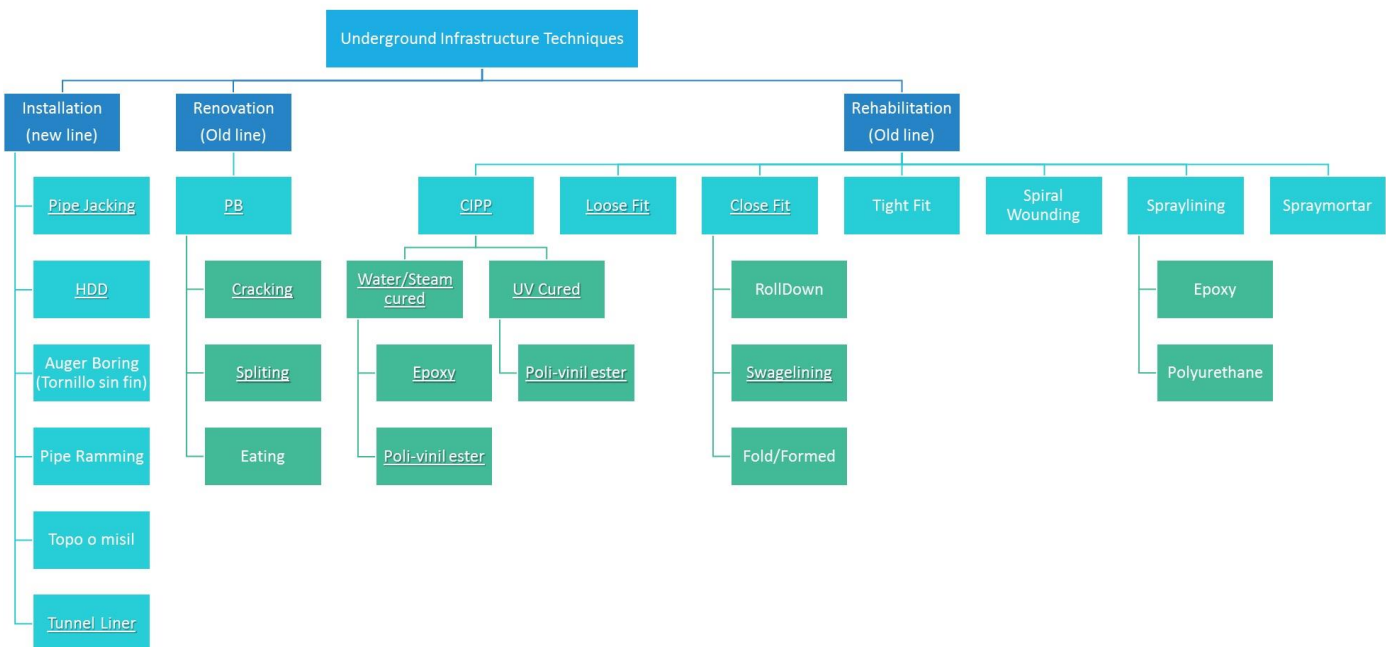 Underground Infrastructure Techniques
Installation
(new line)
Renovation
(Old line)
Rehabilitation
(Old line)
Pipe Jacking
PB
CIPP
Loose Fit
Close Fit
Tight Fit
Spiral
Wounding
Spraylining
Spraymortar
HDD
Cracking
Water/Steam
cured
UV Cured
RollDown
Epoxy
Auger Boring
(Tornillo sin fin)
Spliting
Epoxy
Poli-vinil ester
Swagelining
Polyurethane
Pipe Ramming
Eating
Poli-vinil ester
Fold/Formed
Topo o misil
Tunnel Liner